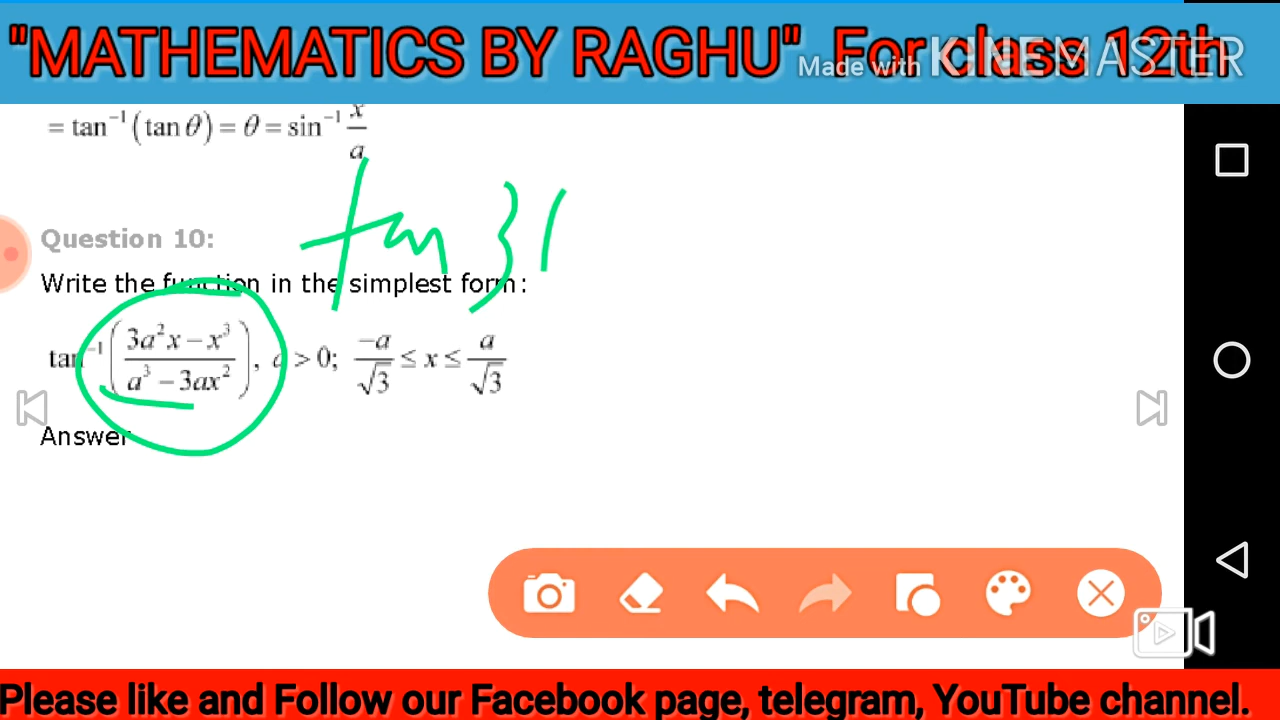 "MATHEMATICS BY RAGHU" For class 12th
Made with KINEMASTER
= tan⁻¹(tan θ) = θ = sin⁻¹ x/a
tan 3
Question 10:
Write the function in the simplest form:
tan⁻¹((3a²x − x³)/(a³ − 3ax²)), a > 0; −a/√3 ≤ x ≤ a/√3
Answer
Please like and Follow our Facebook page, telegram, YouTube channel.